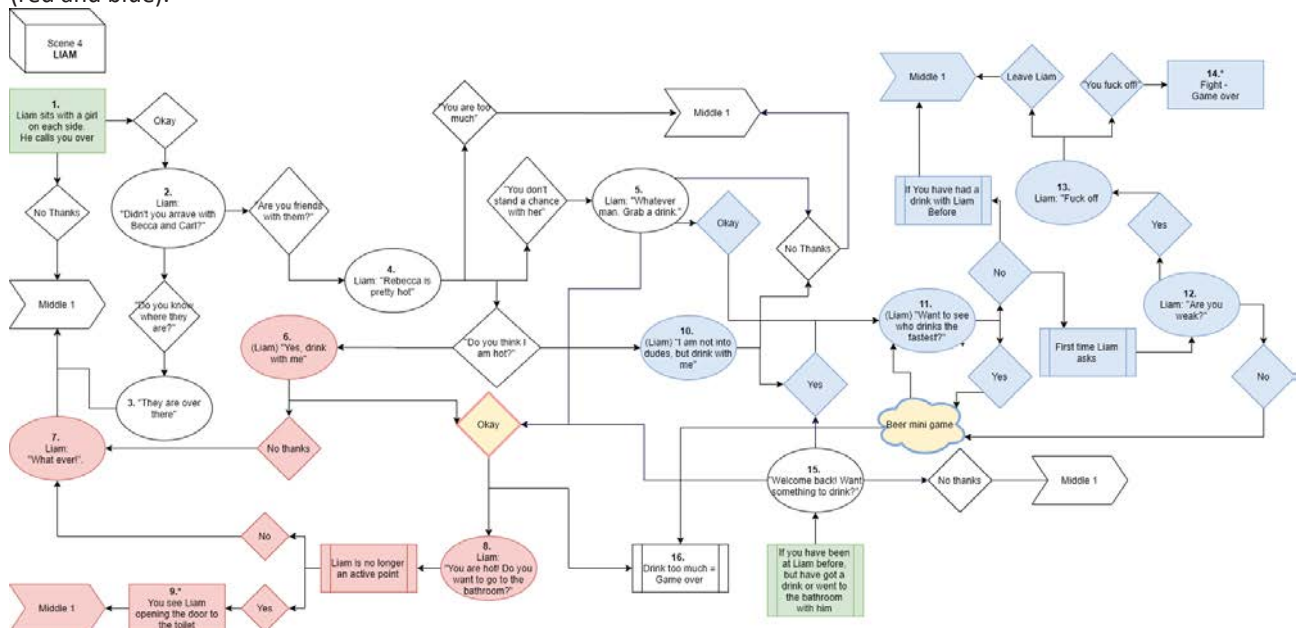 (red and blue).
Scene 4
LIAM
1.
Liam sits with a girl
on each side.
He calls you over
Okay
No Thanks
Middle 1
2.
Liam:
"Didn't you arrave with
Becca and Carl?"
"Do you know
where they
are?"
3. "They are over
there"
"Are you friends
with them?"
4.
Liam: "Rebecca is
pretty hot"
"You are too
much"
Middle 1
"You don't
stand a chance
with her"
5.
Liam: "Whatever
man. Grab a drink."
Okay
No Thanks
"Do you think I
am hot?"
6.
(Liam) "Yes, drink
with me"
No thanks
7.
Liam:
"What ever!".
Okay
8.
Liam:
"You are hot! Do you
want to go to the
bathroom?"
Liam is no longer
an active point
No
Yes
9.*
You see Liam
opening the door to
the toilet
Middle 1
10.
(Liam) "I am not into
dudes, but drink with
me"
Yes
11.
(Liam) "Want to see
who drinks the
fastest?"
No
Yes
If You have had a
drink with Liam
Before
Middle 1
First time Liam
asks
12.
Liam: "Are you
weak?"
Yes
No
13.
Liam: "Fuck off
Leave Liam
"You fuck off!"
14.*
Fight -
Game over
Beer mini game
15.
"Welcome back! Want
something to drink?"
No thanks
Middle 1
If you have been
at Liam before,
but have got a
drink or went to
the bathroom
with him
16.
Drink too much =
Game over